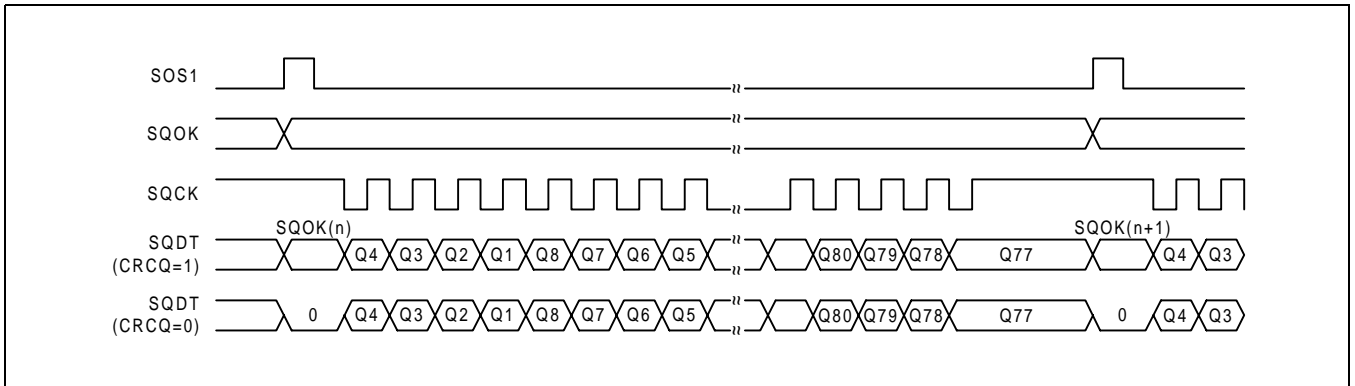 SOS1
SQOK
SQCK
SQOK(n) SQOK(n+1)
SQDT
(CRCQ=1) Q4 Q3 Q2 Q1 Q8 Q7 Q6 Q5 Q80 Q79 Q78 Q77 Q4 Q3
SQDT
(CRCQ=0) 0 Q4 Q3 Q2 Q1 Q8 Q7 Q6 Q5 Q80 Q79 Q78 Q77 0 Q4 Q3